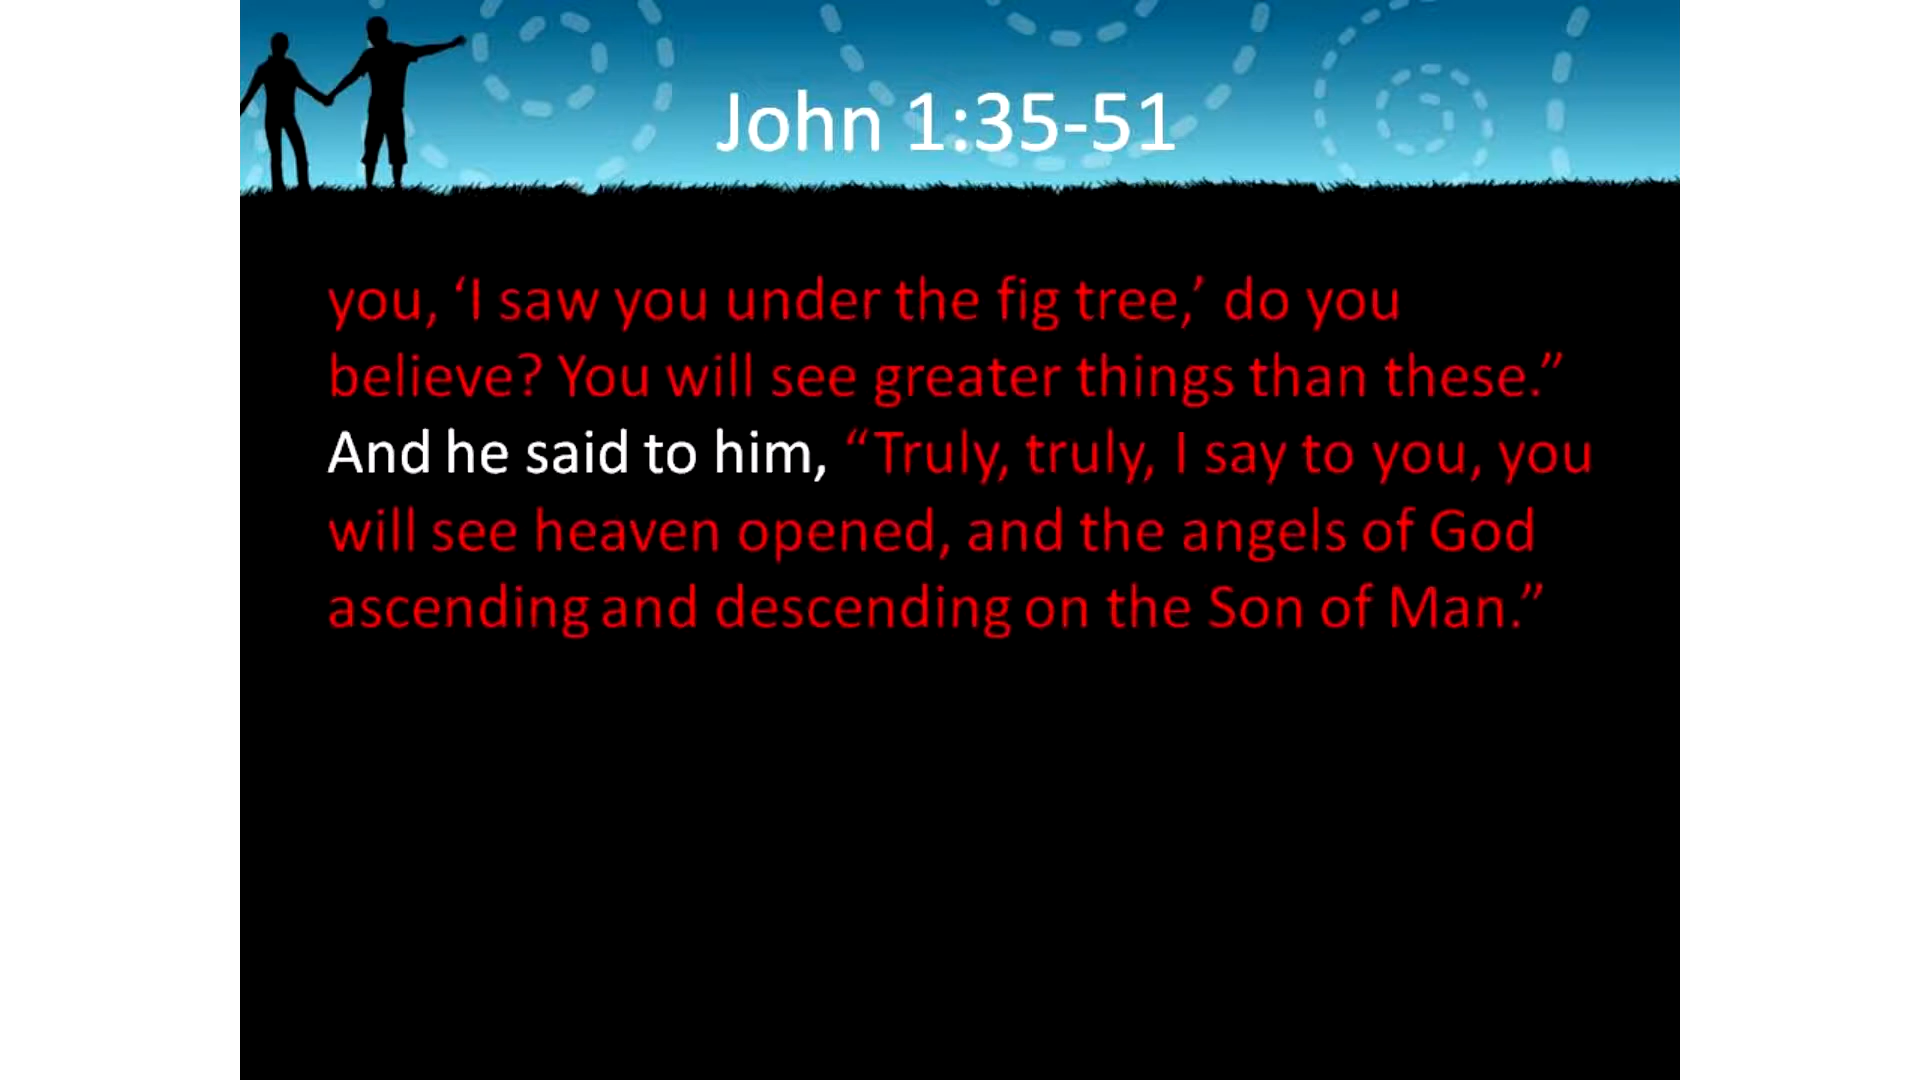 John 1:35-51
you, ‘I saw you under the fig tree,’ do you
believe? You will see greater things than these.”
And he said to him, “Truly, truly, I say to you, you
will see heaven opened, and the angels of God
ascending and descending on the Son of Man.”